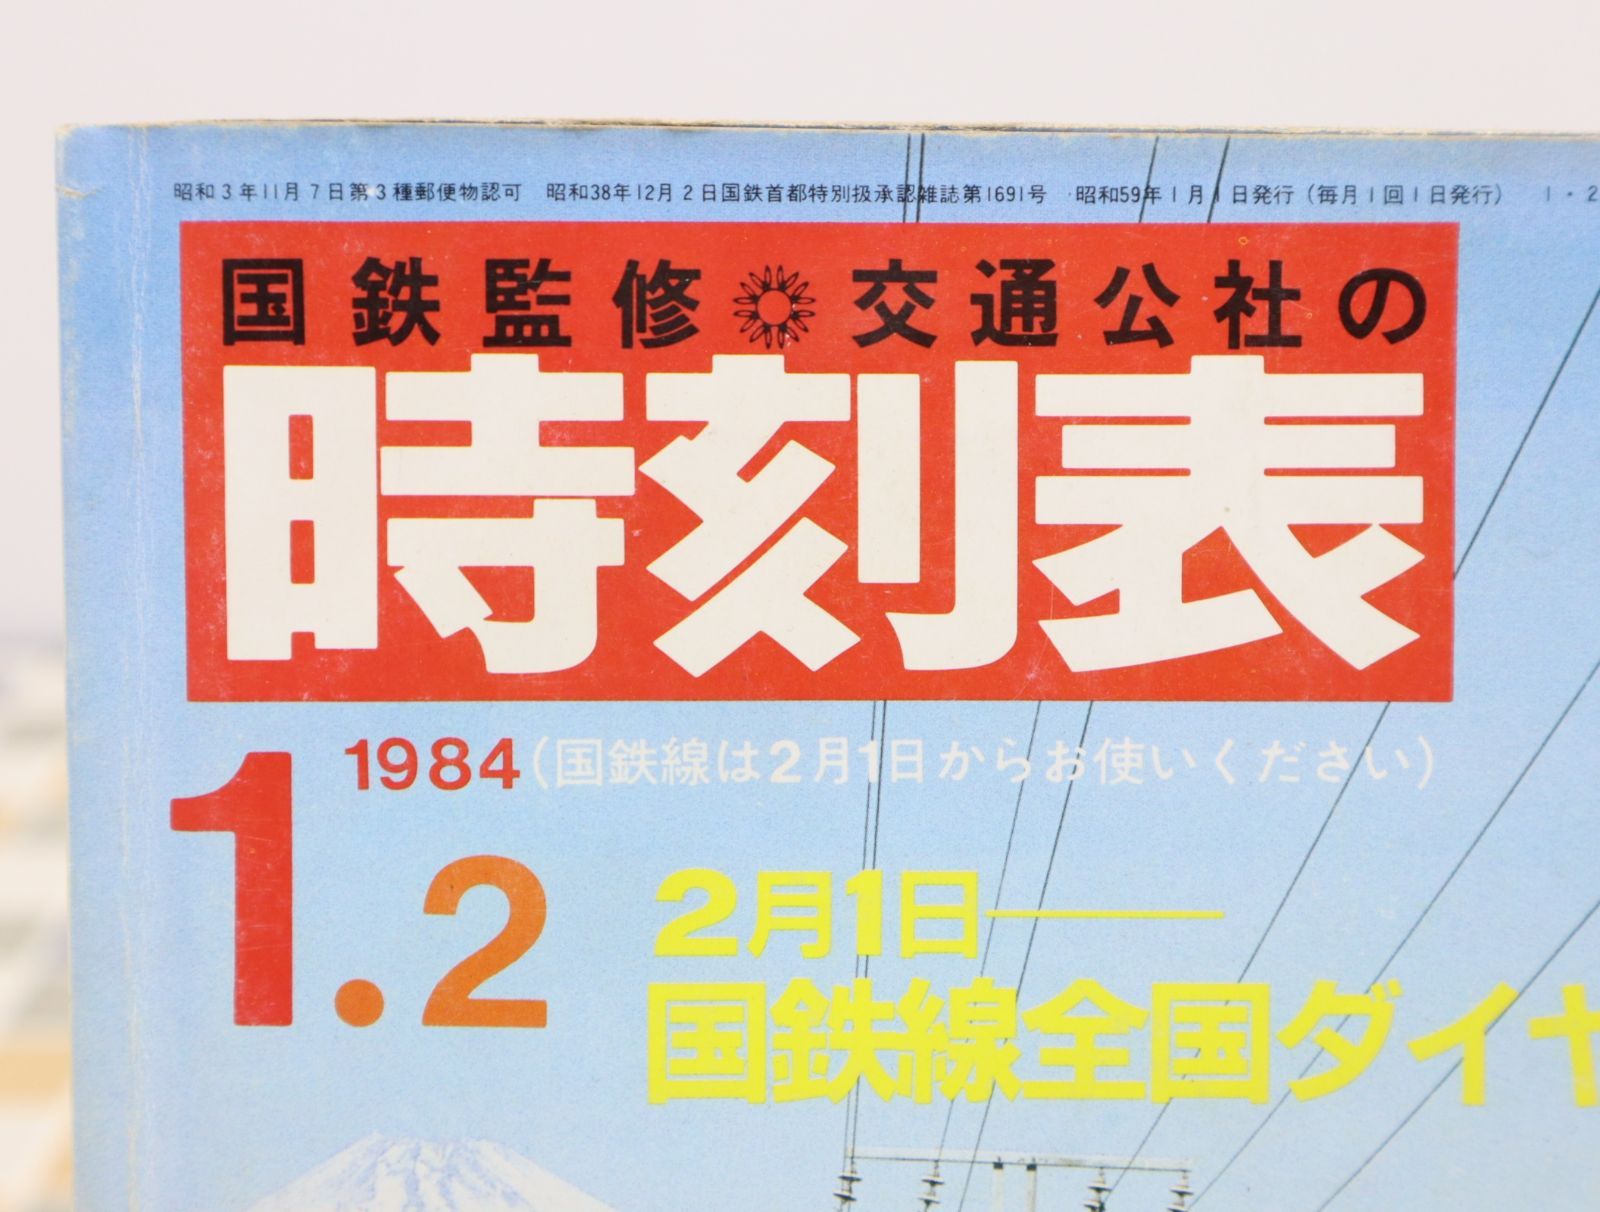 昭和3年11月7日第3種郵便物認可　昭和38年12月2日国鉄首都特別扱承認雑誌第1691号　昭和59年1月1日発行（毎月1回1日発行）　1・2
国鉄監修 交通公社の
時刻表
1984（国鉄線は2月1日からお使いください）
1.2
2月1日――
国鉄線全国ダイヤ